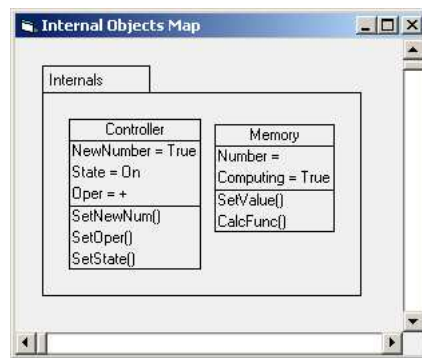 Internal Objects Map
Internals
Controller
NewNumber = True
State = On
Oper = +
SetNewNum()
SetOper()
SetState()
Memory
Number =
Computing = True
SetValue()
CalcFunc()